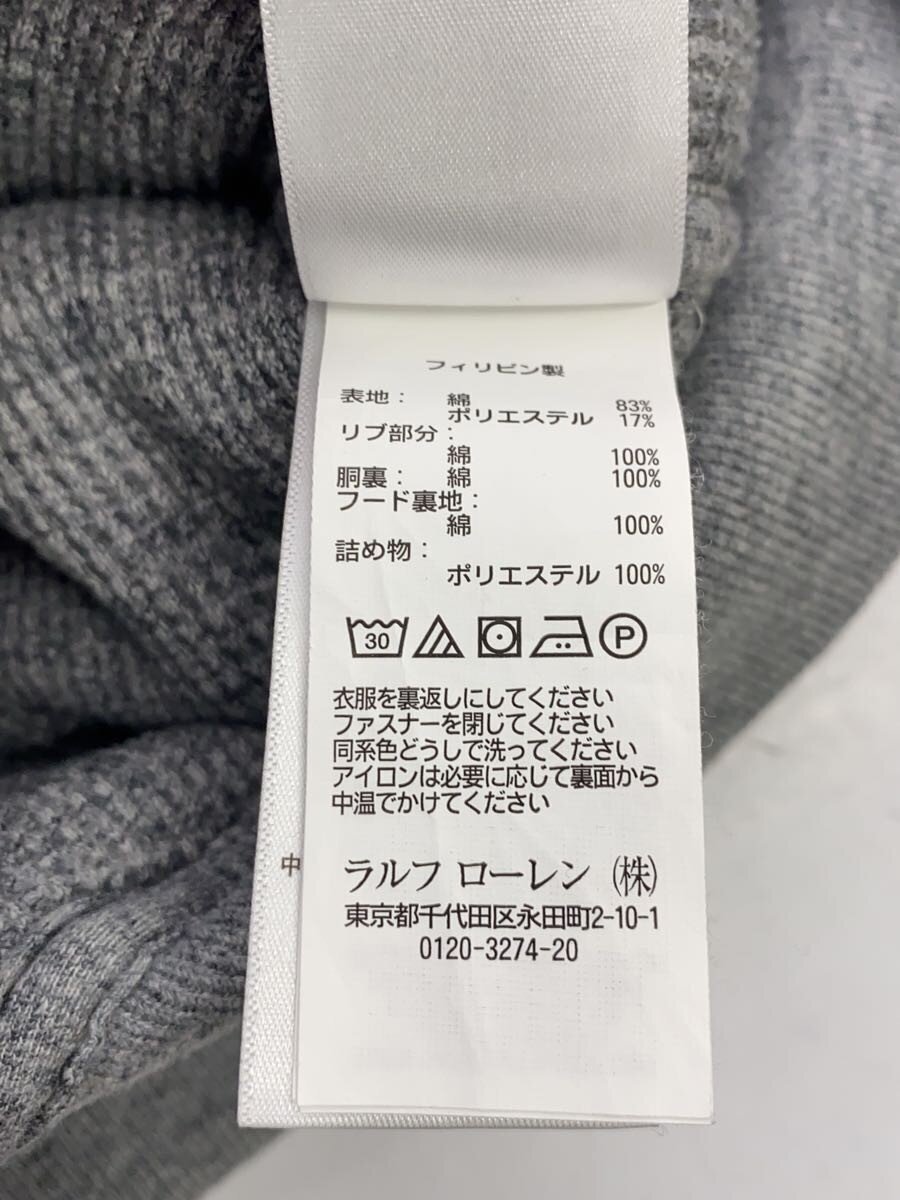 フィリピン製
表地： 綿 83%
ポリエステル 17%
リブ部分：
綿 100%
胴裏： 綿 100%
フード裏地：
綿 100%
詰め物：
ポリエステル 100%
30 P
衣服を裏返しにしてください
ファスナーを閉じてください
同系色どうしで洗ってください
アイロンは必要に応じて裏面から
中温でかけてください
中
ラルフ ローレン (株)
東京都千代田区永田町2-10-1
0120-3274-20